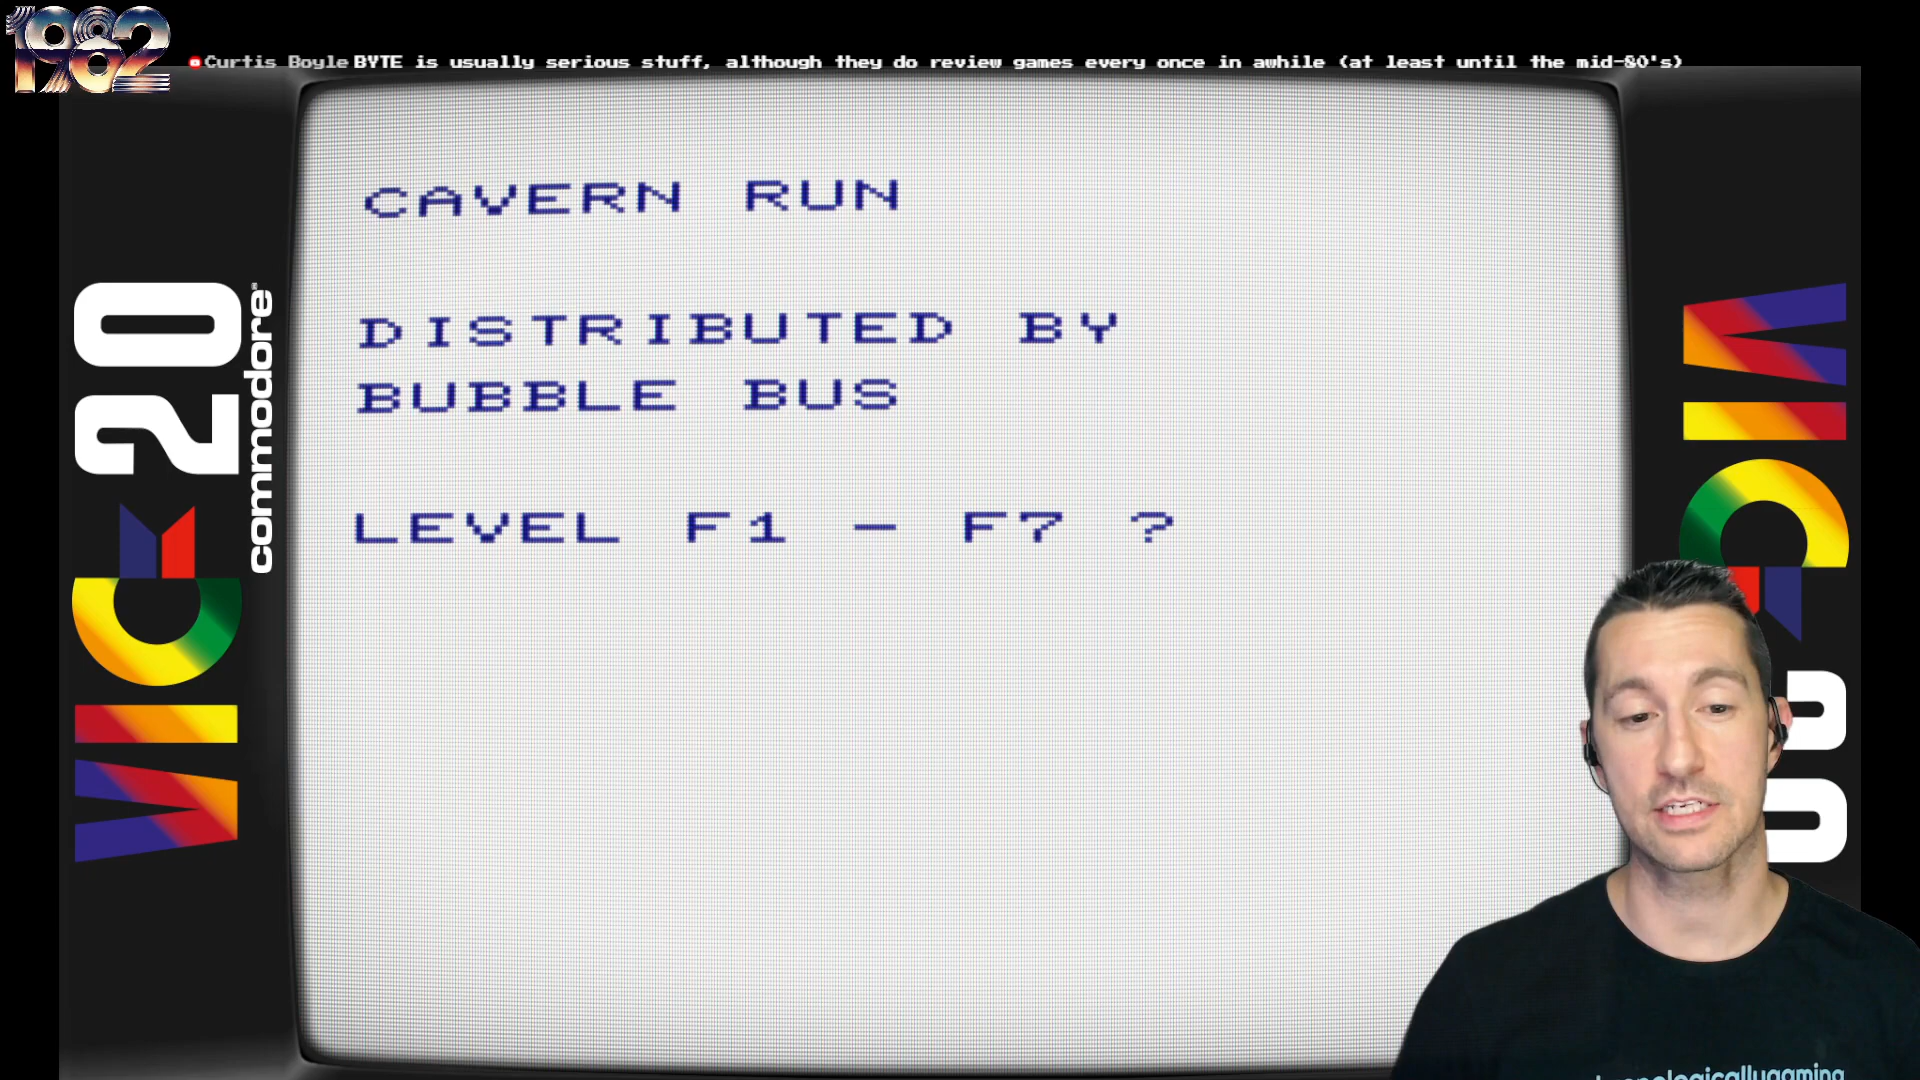 1982
Curtis Boyle BYTE is usually serious stuff, although they do review games every once in awhile (at least until the mid-80's)
CAVERN RUN
DISTRIBUTED BY
BUBBLE BUS
LEVEL F1 - F7 ?
VIC-20
commodore
VIC-20